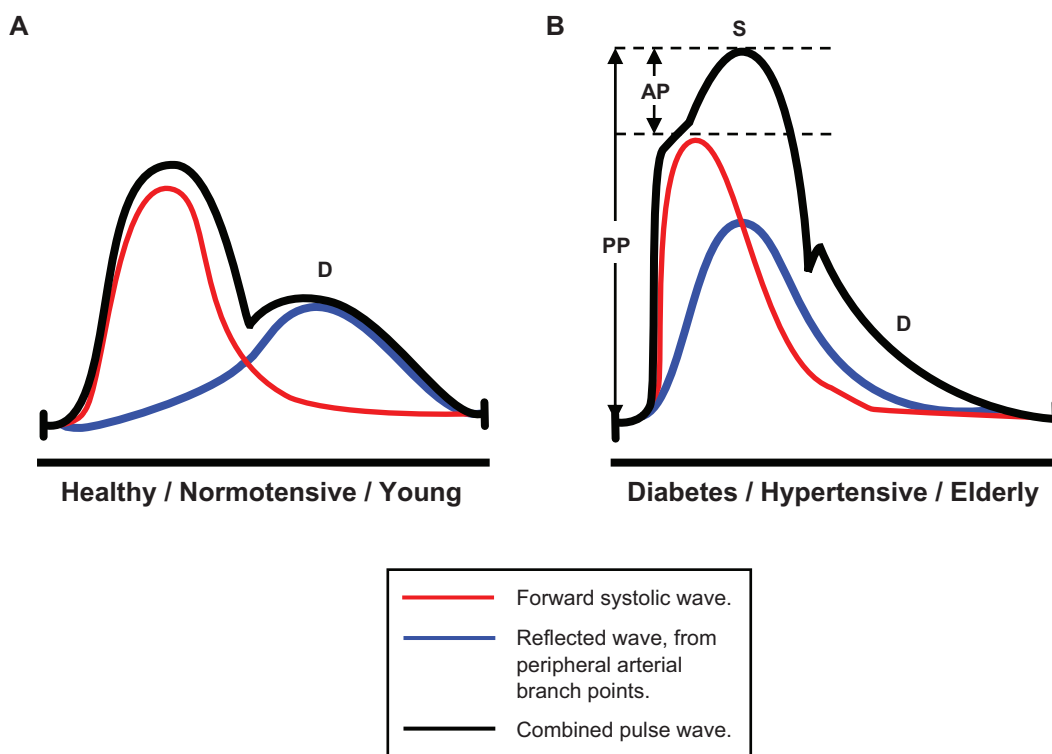 A
D
Healthy / Normotensive / Young
B
S
AP
PP
D
Diabetes / Hypertensive / Elderly
Forward systolic wave.
Reflected wave, from
peripheral arterial
branch points.
Combined pulse wave.